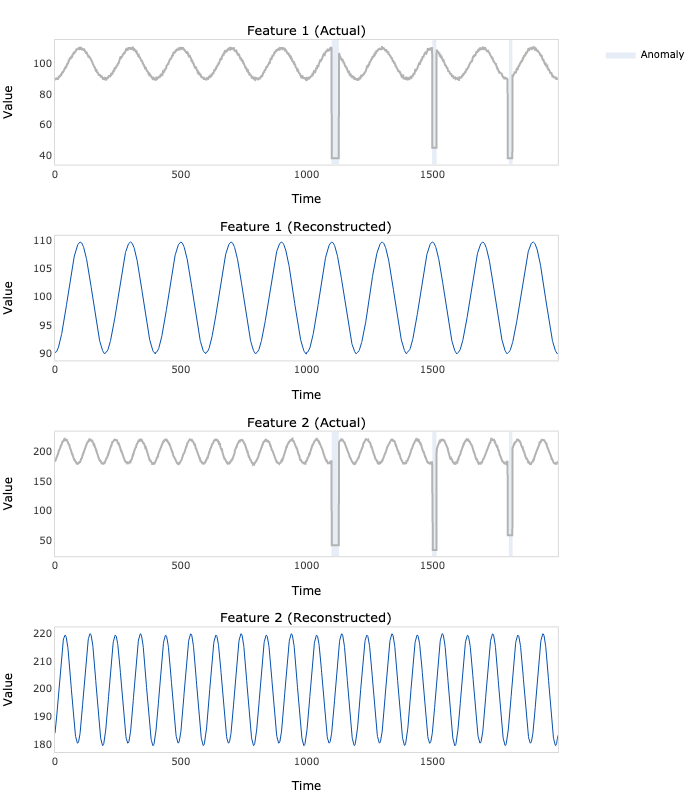 Feature 1 (Actual)
Anomaly
100
80
60
40
Value
0 500 1000 1500
Time
Feature 1 (Reconstructed)
110
105
100
95
90
Value
0 500 1000 1500
Time
Feature 2 (Actual)
200
150
100
50
Value
0 500 1000 1500
Time
Feature 2 (Reconstructed)
220
210
200
190
180
Value
0 500 1000 1500
Time